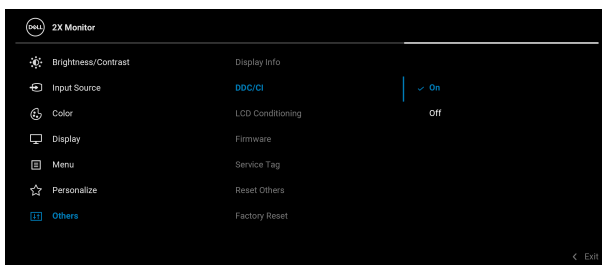 DELL 2X Monitor
Brightness/Contrast Display Info
Input Source DDC/CI On
Color LCD Conditioning Off
Display Firmware
Menu Service Tag
Personalize Reset Others
Others Factory Reset
Exit